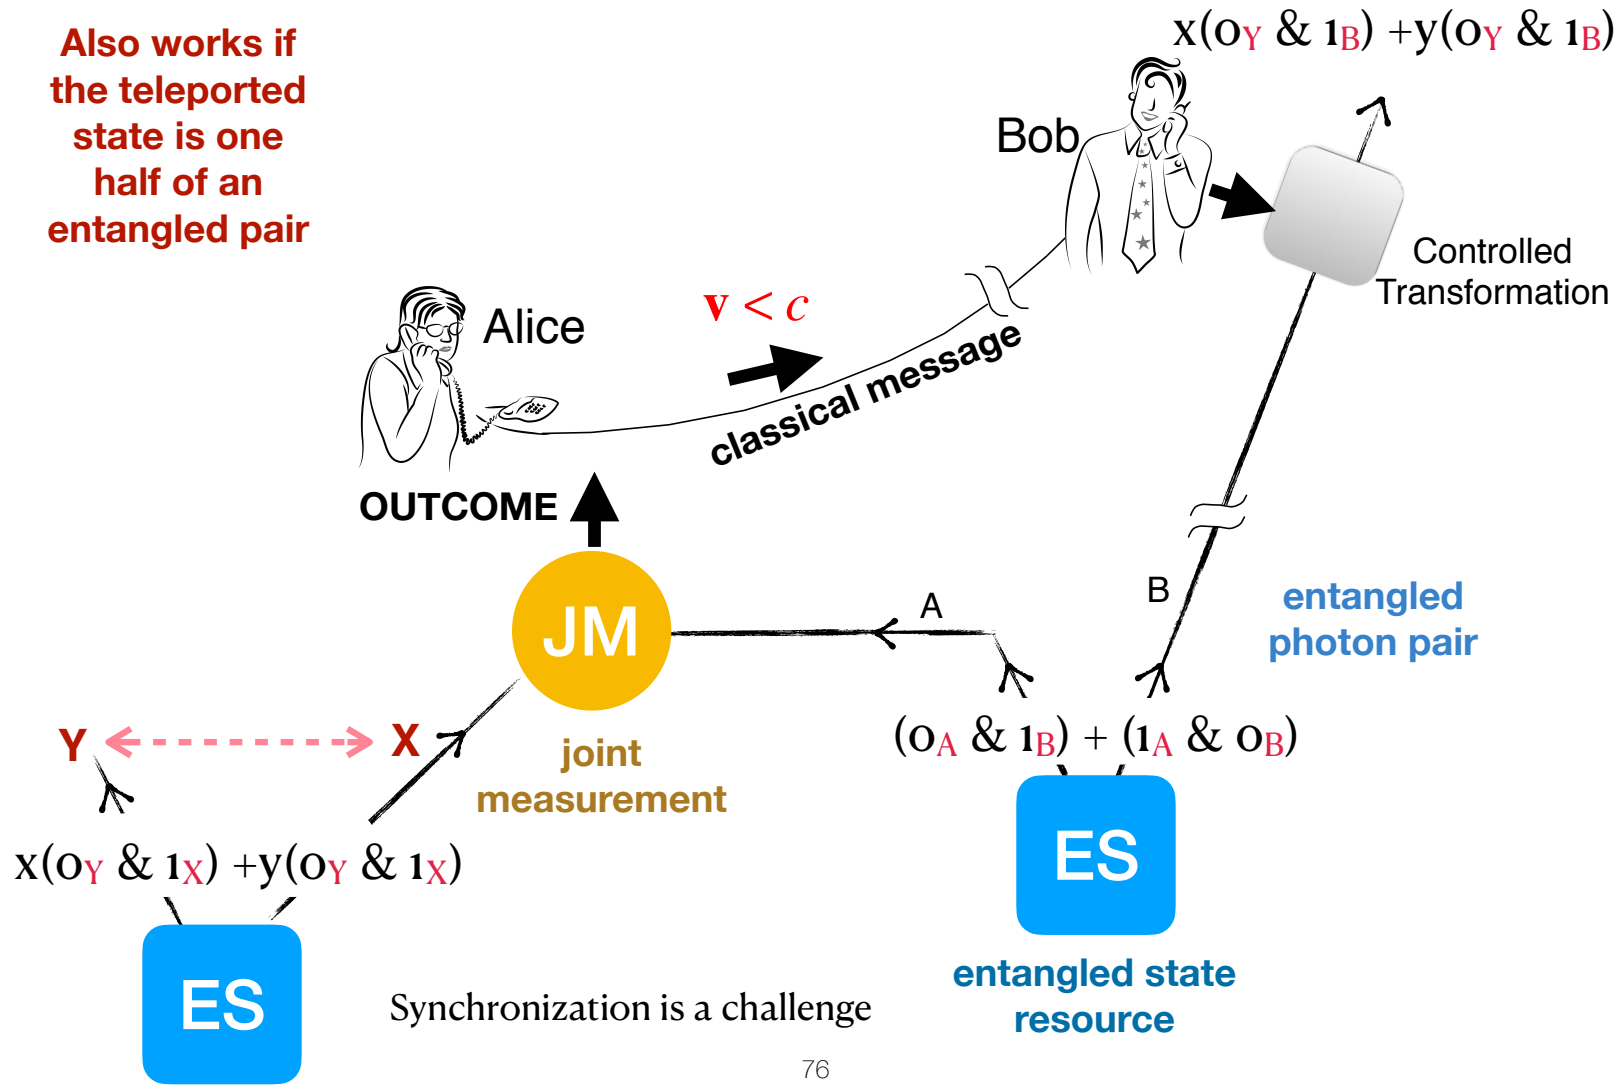 Also works if
the teleported
state is one
half of an
entangled pair
x(0Y & 1B) +y(0Y & 1B)
Bob
Controlled
Transformation
Alice
v < c
classical message
OUTCOME
JM
A
B
entangled
photon pair
Y
X
joint
measurement
(0A & 1B) + (1A & 0B)
x(0Y & 1X) +y(0Y & 1X)
ES
ES
entangled state
resource
Synchronization is a challenge
76